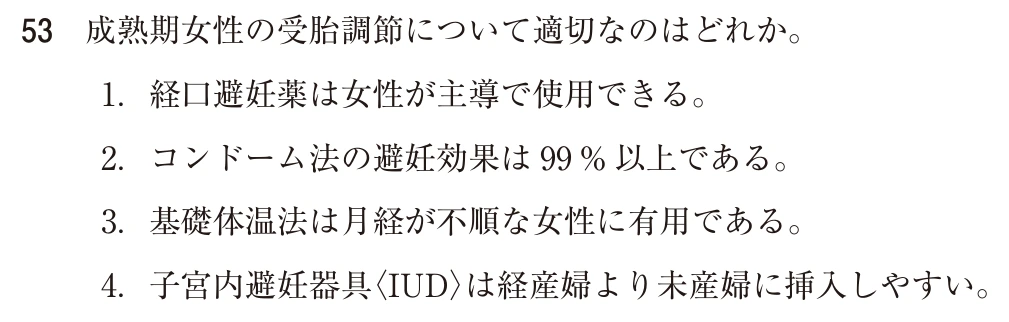 53 成熟期女性の受胎調節について適切なのはどれか。
1. 経口避妊薬は女性が主導で使用できる。
2. コンドーム法の避妊効果は 99 % 以上である。
3. 基礎体温法は月経が不順な女性に有用である。
4. 子宮内避妊器具〈IUD〉は経産婦より未産婦に挿入しやすい。